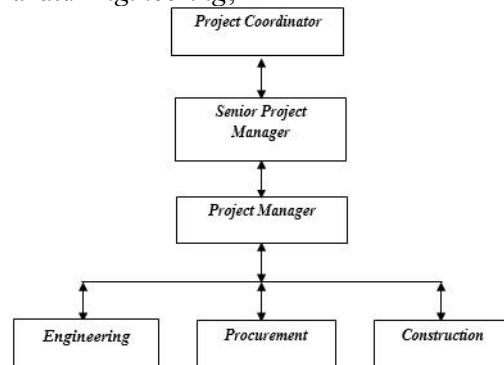 Project Coordinator
Senior Project
Manager
Project Manager
Engineering
Procurement
Construction